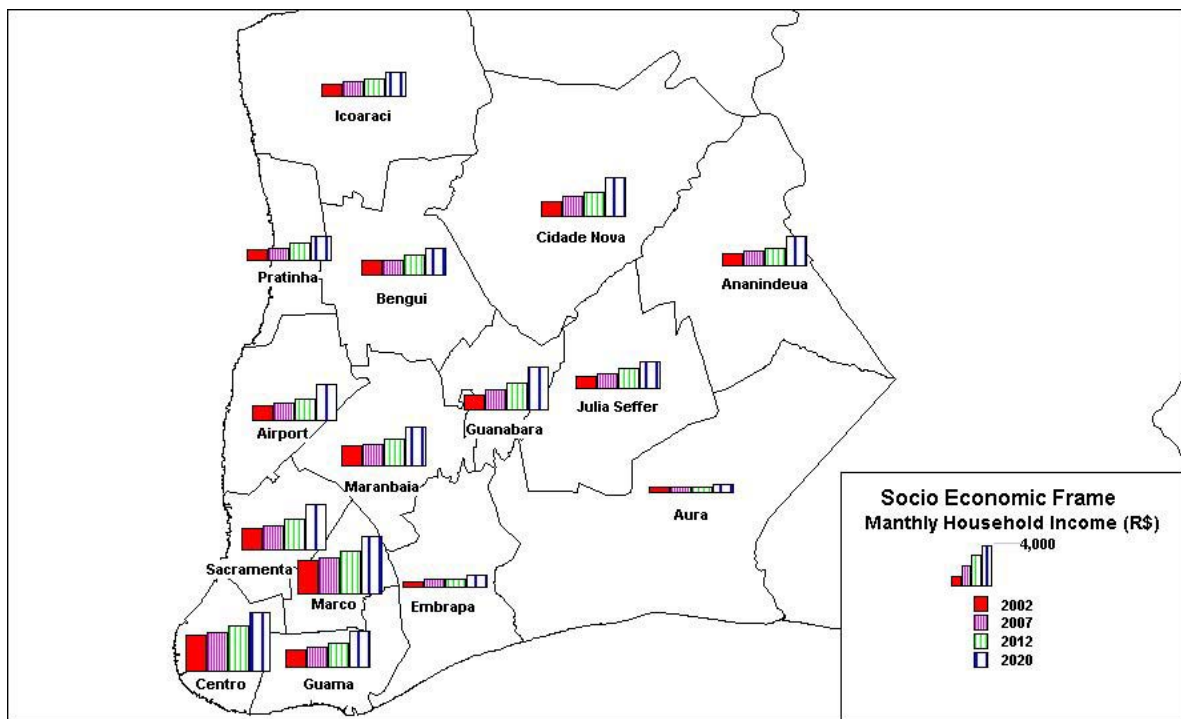 Icoaraci
Cidade Nova
Pratinha
Bengui
Ananindeua
Airport
Maranbaia
Guanabara
Julia Seffer
Aura
Sacramenta
Marco
Embrapa
Centro
Guama
Socio Economic Frame
Manthly Household Income (R$)
4,000
2002
2007
2012
2020